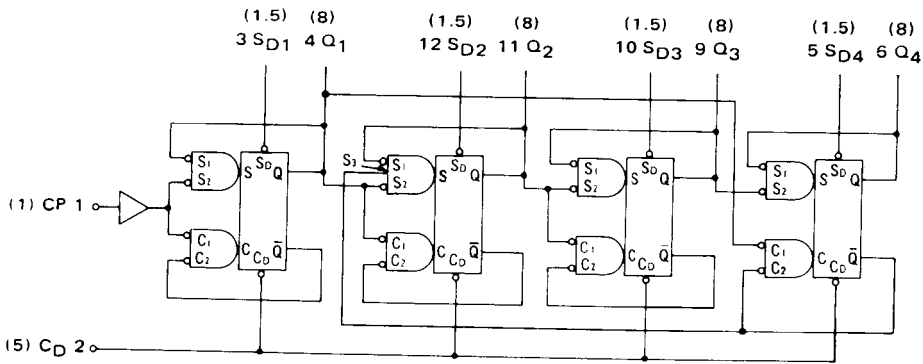 (1.5) (8) (1.5) (8) (1.5) (8) (1.5) (8)
3 SD1 4 Q1 12 SD2 11 Q2 10 SD3 9 Q3 5 SD4 6 Q4
S1 SD S Q S2
S3 S1 SD S Q S2
S1 SD S Q S2
S1 SD S Q S2
(1) CP 1
C1 C CD Q̄ C2
C1 C CD Q̄ C2
C1 C CD Q̄ C2
C1 C CD Q̄ C2
(5) CD 2